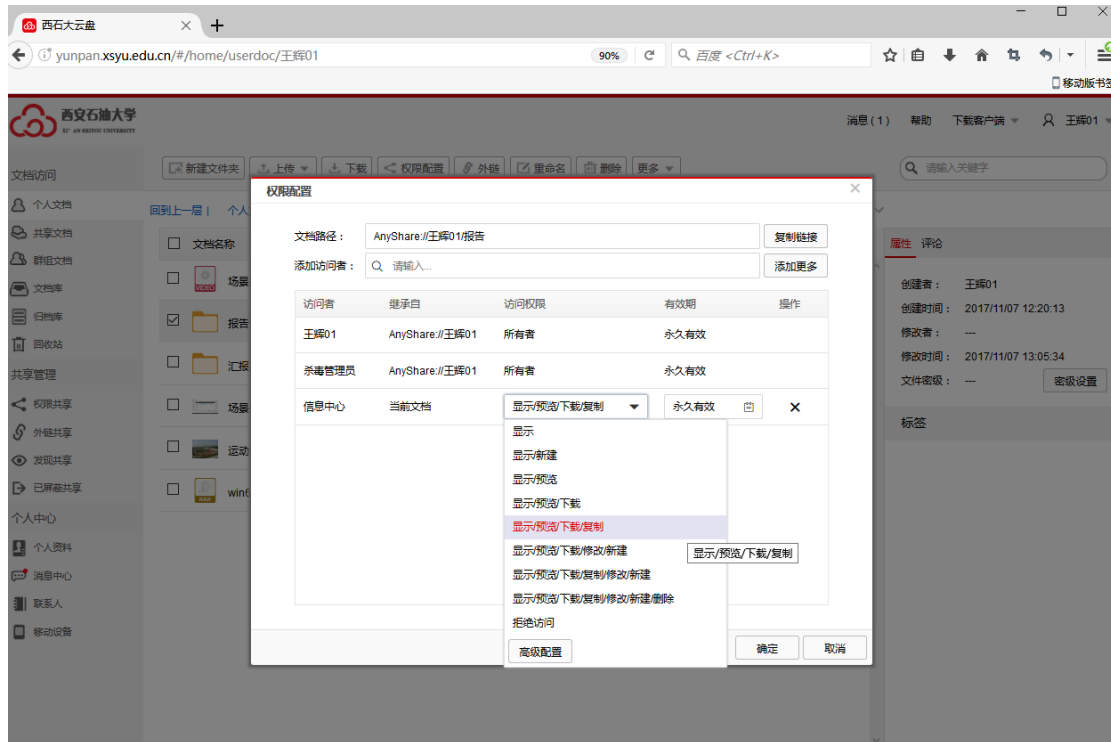 西石大云盘
yunpan.xsyu.edu.cn/#/home/userdoc/王辉01
90%
百度 <Ctrl+K>
移动版书签
西安石油大学
XI' AN SHIYOU UNIVERSITY
消息(1) 帮助 下载客户端 王辉01
文档访问
个人文档
共享文档
群组文档
文档库
归档库
回收站
共享管理
权限共享
外链共享
发现共享
已屏蔽共享
个人中心
个人资料
消息中心
联系人
移动设备
新建文件夹 上传 下载 权限配置 外链 重命名 删除 更多
请输入关键字
回到上一层 | 个人
文档名称
VIDEO 场景
报告
汇报
场景
运动
RAR win6
权限配置
文档路径： AnyShare://王辉01/报告 复制链接
添加访问者： 请输入... 添加更多
访问者 继承自 访问权限 有效期 操作
王辉01 AnyShare://王辉01 所有者 永久有效
杀毒管理员 AnyShare://王辉01 所有者 永久有效
信息中心 当前文档 显示/预览/下载/复制 永久有效
显示
显示/新建
显示/预览
显示/预览/下载
显示/预览/下载/复制
显示/预览/下载/修改/新建
显示/预览/下载/复制
显示/预览/下载/复制/修改/新建
显示/预览/下载/复制/修改/新建/删除
拒绝访问
高级配置
确定 取消
属性 评论
创建者： 王辉01
创建时间： 2017/11/07 12:20:13
修改者： ---
修改时间： 2017/11/07 13:05:34
文件密级： --- 密级设置
标签